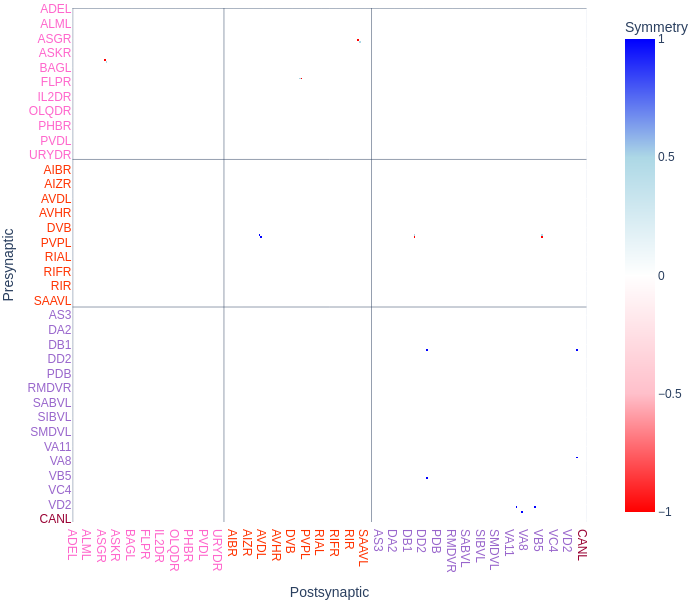 Symmetry
1
0.5
0
−0.5
−1
Presynaptic
ADEL
ALML
ASGR
ASKR
BAGL
FLPR
IL2DR
OLQDR
PHBR
PVDL
URYDR
AIBR
AIZR
AVDL
AVHR
DVB
PVPL
RIAL
RIFR
RIR
SAAVL
AS3
DA2
DB1
DD2
PDB
RMDVR
SABVL
SIBVL
SMDVL
VA11
VA8
VB5
VC4
VD2
CANL
ADEL
ALML
ASGR
ASKR
BAGL
FLPR
IL2DR
OLQDR
PHBR
PVDL
URYDR
AIBR
AIZR
AVDL
AVHR
DVB
PVPL
RIAL
RIFR
RIR
SAAVL
AS3
DA2
DB1
DD2
PDB
RMDVR
SABVL
SIBVL
SMDVL
VA11
VA8
VB5
VC4
VD2
CANL
Postsynaptic